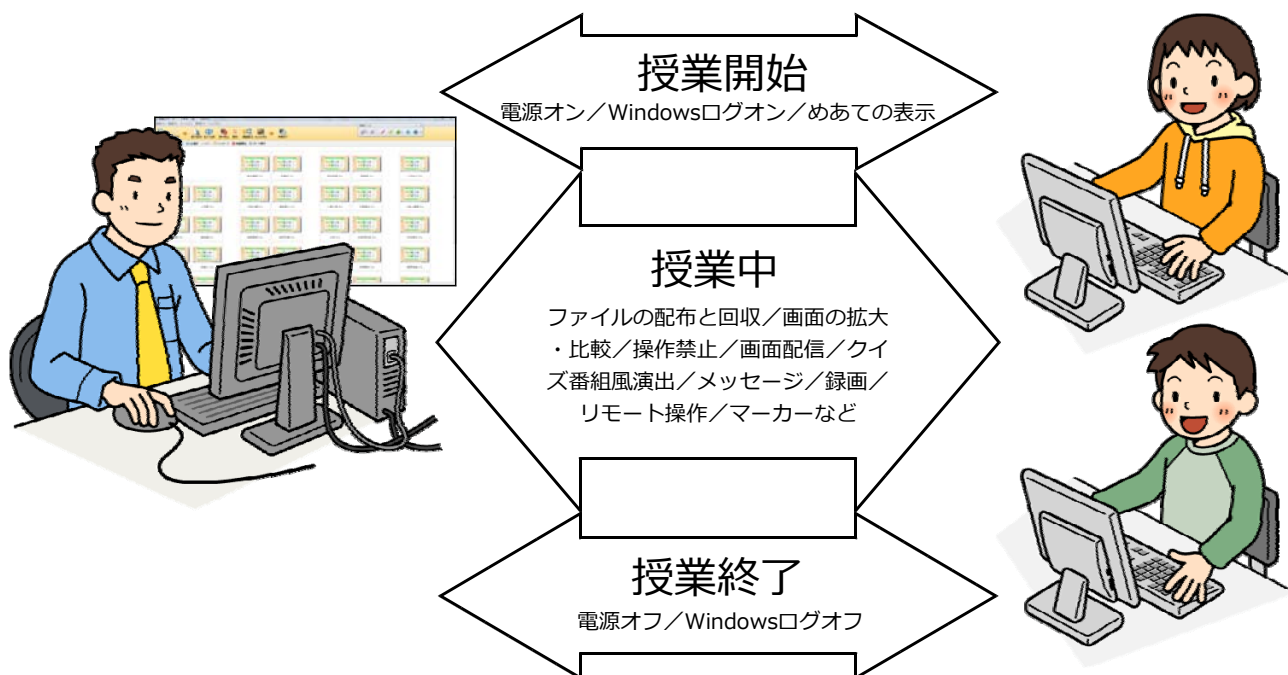 授業開始
電源オン／Windowsログオン／めあての表示
授業中
ファイルの配布と回収／画面の拡大
・比較／操作禁止／画面配信／クイ
ズ番組風演出／メッセージ／録画／
リモート操作／マーカーなど
授業終了
電源オフ／Windowsログオフ